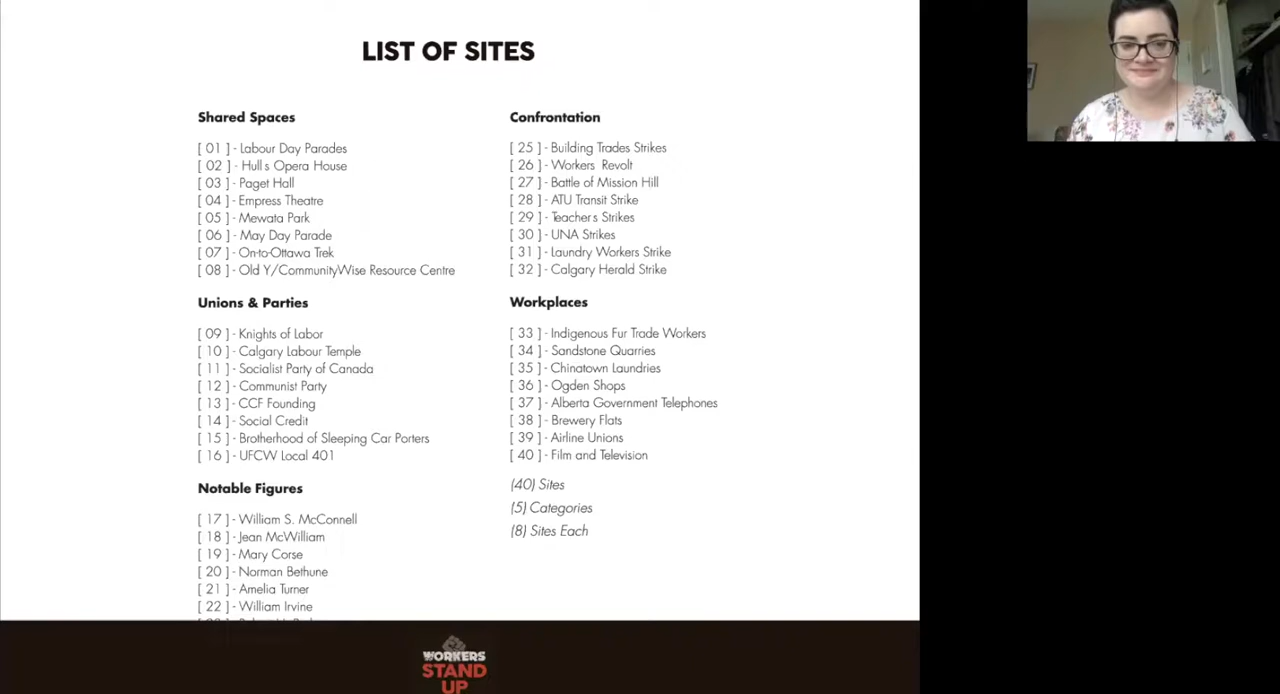 LIST OF SITES
Shared Spaces
[ 01 ] - Labour Day Parades
[ 02 ] - Hull s Opera House
[ 03 ] - Paget Hall
[ 04 ] - Empress Theatre
[ 05 ] - Mewata Park
[ 06 ] - May Day Parade
[ 07 ] - On-to-Ottawa Trek
[ 08 ] - Old Y/CommunityWise Resource Centre
Unions & Parties
[ 09 ] - Knights of Labor
[ 10 ] - Calgary Labour Temple
[ 11 ] - Socialist Party of Canada
[ 12 ] - Communist Party
[ 13 ] - CCF Founding
[ 14 ] - Social Credit
[ 15 ] - Brotherhood of Sleeping Car Porters
[ 16 ] - UFCW Local 401
Notable Figures
[ 17 ] - William S. McConnell
[ 18 ] - Jean McWilliam
[ 19 ] - Mary Corse
[ 20 ] - Norman Bethune
[ 21 ] - Amelia Turner
[ 22 ] - William Irvine
Confrontation
[ 25 ] - Building Trades Strikes
[ 26 ] - Workers Revolt
[ 27 ] - Battle of Mission Hill
[ 28 ] - ATU Transit Strike
[ 29 ] - Teacher s Strikes
[ 30 ] - UNA Strikes
[ 31 ] - Laundry Workers Strike
[ 32 ] - Calgary Herald Strike
Workplaces
[ 33 ] - Indigenous Fur Trade Workers
[ 34 ] - Sandstone Quarries
[ 35 ] - Chinatown Laundries
[ 36 ] - Ogden Shops
[ 37 ] - Alberta Government Telephones
[ 38 ] - Brewery Flats
[ 39 ] - Airline Unions
[ 40 ] - Film and Television
(40) Sites
(5) Categories
(8) Sites Each
WORKERS
STAND
UP